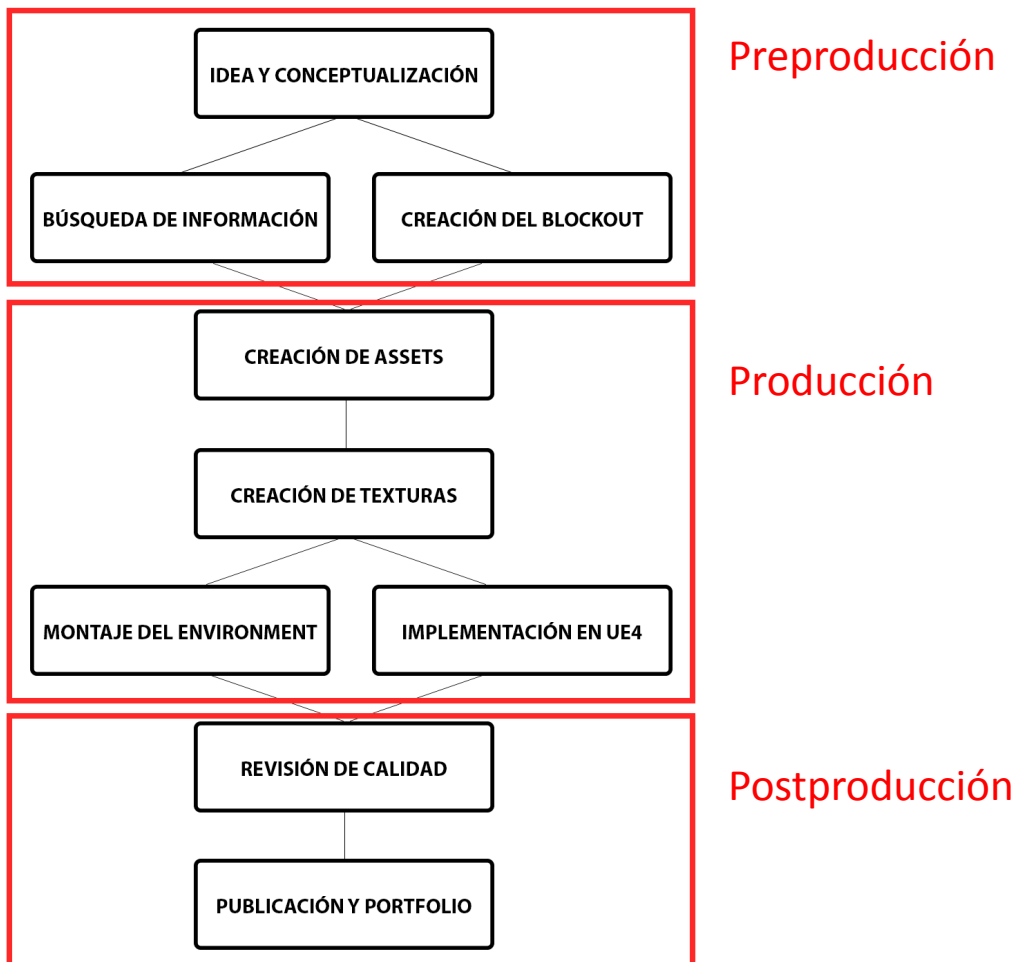 Preproducción
IDEA Y CONCEPTUALIZACIÓN
BÚSQUEDA DE INFORMACIÓN
CREACIÓN DEL BLOCKOUT
Producción
CREACIÓN DE ASSETS
CREACIÓN DE TEXTURAS
MONTAJE DEL ENVIRONMENT
IMPLEMENTACIÓN EN UE4
Postproducción
REVISIÓN DE CALIDAD
PUBLICACIÓN Y PORTFOLIO